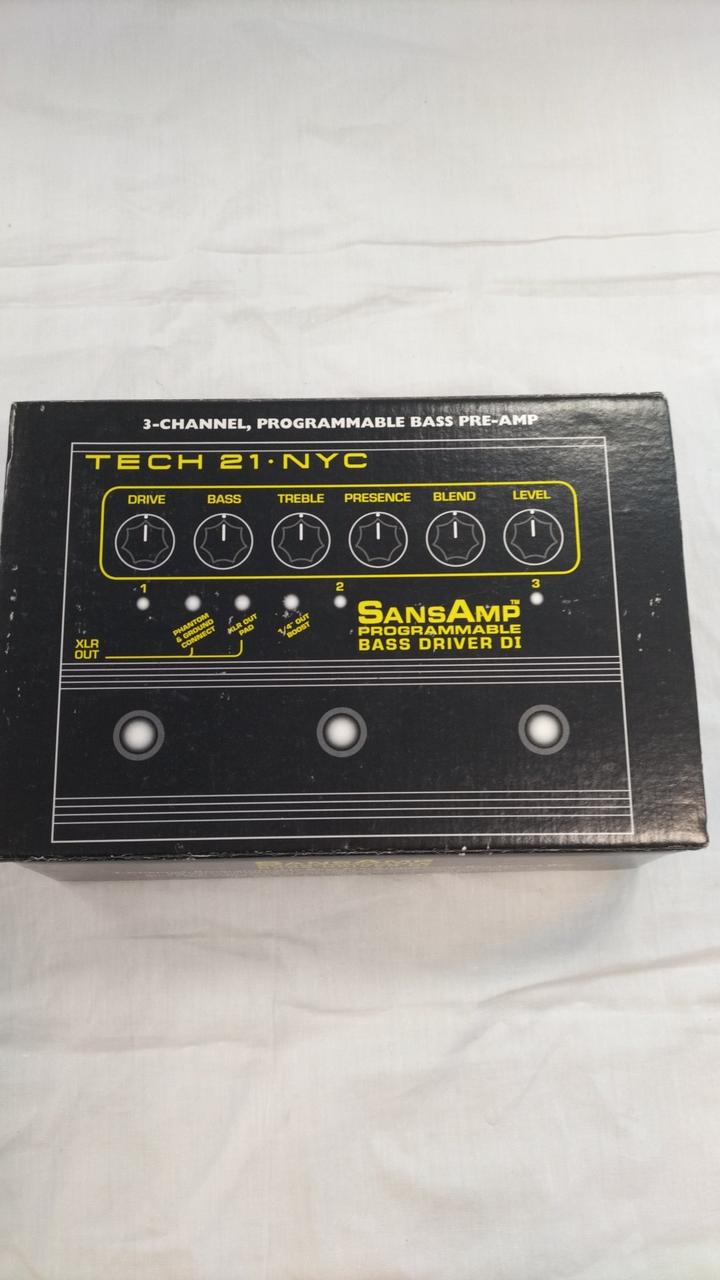 3-CHANNEL, PROGRAMMABLE BASS PRE-AMP
TECH 21·NYC
DRIVE BASS TREBLE PRESENCE BLEND LEVEL
1 2 3
PHANTOM
& GROUND
CONNECT
XLR OUT
PAD
1/4" OUT
BOOST
SANSAMP™
PROGRAMMABLE
BASS DRIVER DI
XLR
OUT
SANSAMP